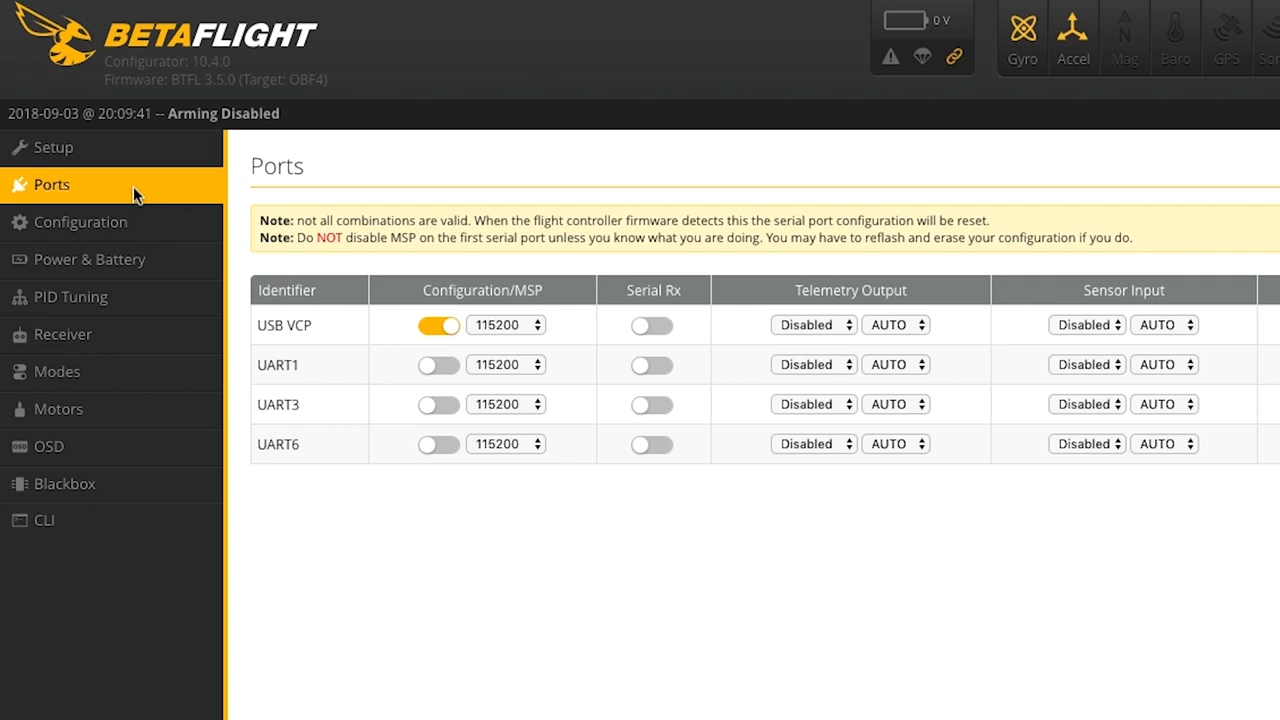 BETAFLIGHT
Configurator: 10.4.0
Firmware: BTFL 3.5.0 (Target: OBF4)
0 V
Gyro
Accel
Mag
Baro
GPS
2018-09-03 @ 20:09:41 -- Arming Disabled
Setup
Ports
Configuration
Power & Battery
PID Tuning
Receiver
Modes
Motors
OSD OSD
Blackbox
CLI
Ports
Note: not all combinations are valid. When the flight controller firmware detects this the serial port configuration will be reset.
Note: Do NOT disable MSP on the first serial port unless you know what you are doing. You may have to reflash and erase your configuration if you do.
Identifier Configuration/MSP Serial Rx Telemetry Output Sensor Input
USB VCP 115200 Disabled AUTO Disabled AUTO
UART1 115200 Disabled AUTO Disabled AUTO
UART3 115200 Disabled AUTO Disabled AUTO
UART6 115200 Disabled AUTO Disabled AUTO